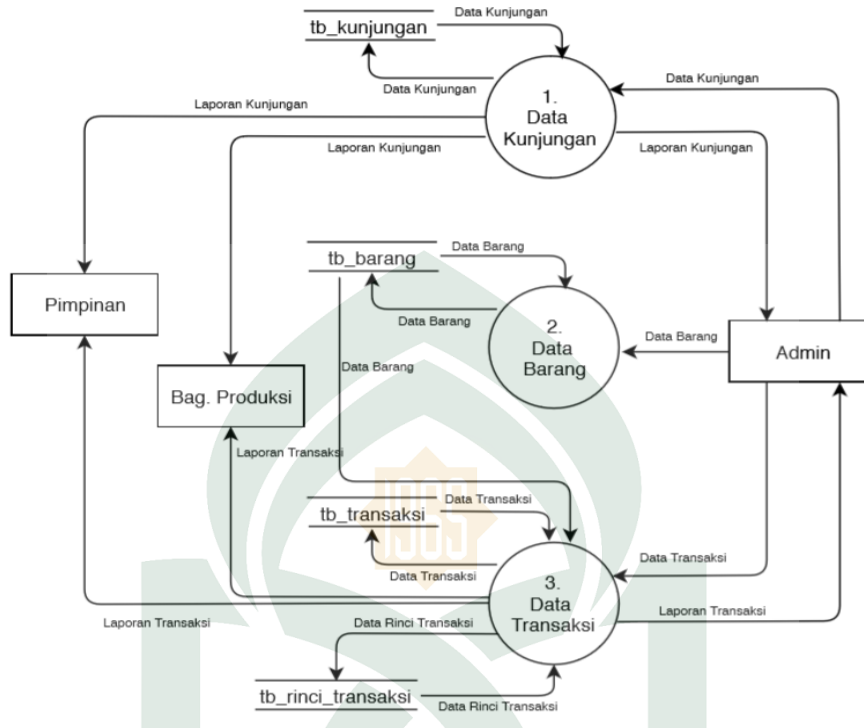 Data Kunjungan
tb_kunjungan
Data Kunjungan
Data Kunjungan
Laporan Kunjungan
1.
Data
Kunjungan
Laporan Kunjungan
Laporan Kunjungan
Data Barang
tb_barang
Pimpinan
Data Barang
2.
Data
Barang
Data Barang
Admin
Data Barang
Bag. Produksi
Laporan Transaksi
Data Transaksi
tb_transaksi
1965
Data Transaksi
Data Transaksi
3.
Data
Transaksi
Laporan Transaksi
Laporan Transaksi
Data Rinci Transaksi
tb_rinci_transaksi
Data Rinci Transaksi